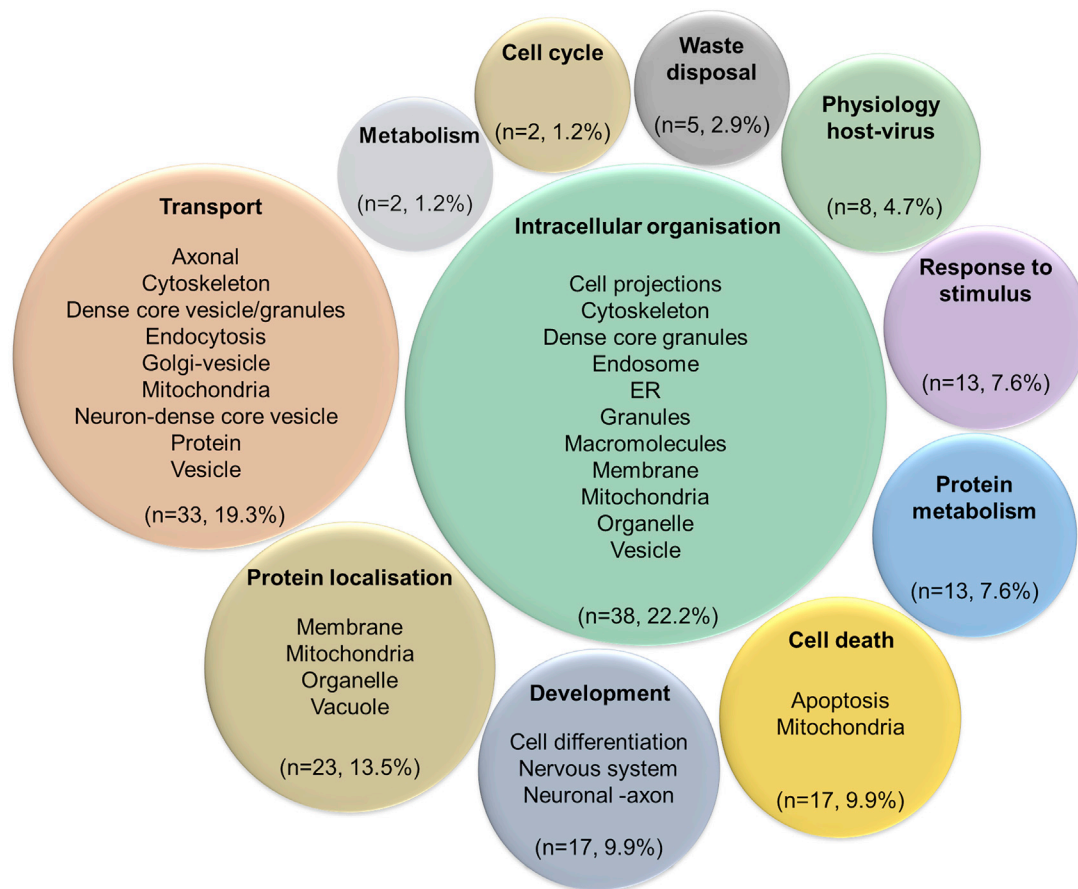 Cell cycle
(n=2, 1.2%)
Waste
disposal
(n=5, 2.9%)
Physiology
host-virus
(n=8, 4.7%)
Metabolism
(n=2, 1.2%)
Transport
Axonal
Cytoskeleton
Dense core vesicle/granules
Endocytosis
Golgi-vesicle
Mitochondria
Neuron-dense core vesicle
Protein
Vesicle
(n=33, 19.3%)
Intracellular organisation
Cell projections
Cytoskeleton
Dense core granules
Endosome
ER
Granules
Macromolecules
Membrane
Mitochondria
Organelle
Vesicle
(n=38, 22.2%)
Response to
stimulus
(n=13, 7.6%)
Protein
metabolism
(n=13, 7.6%)
Protein localisation
Membrane
Mitochondria
Organelle
Vacuole
(n=23, 13.5%)
Development
Cell differentiation
Nervous system
Neuronal -axon
(n=17, 9.9%)
Cell death
Apoptosis
Mitochondria
(n=17, 9.9%)